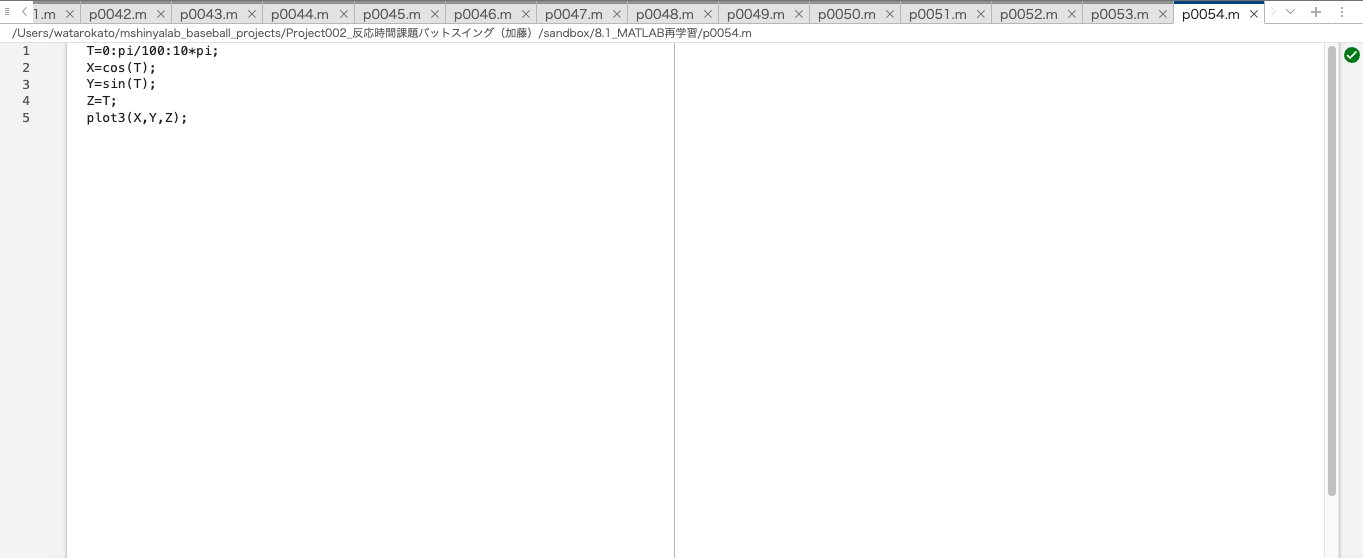 1.m p0042.m p0043.m p0044.m p0045.m p0046.m p0047.m p0048.m p0049.m p0050.m p0051.m p0052.m p0053.m p0054.m
/Users/watarokato/mshinyalab_baseball_projects/Project002_反応時間課題バットスイング（加藤）/sandbox/8.1_MATLAB再学習/p0054.m
1 T=0:pi/100:10*pi;
2 X=cos(T);
3 Y=sin(T);
4 Z=T;
5 plot3(X,Y,Z);